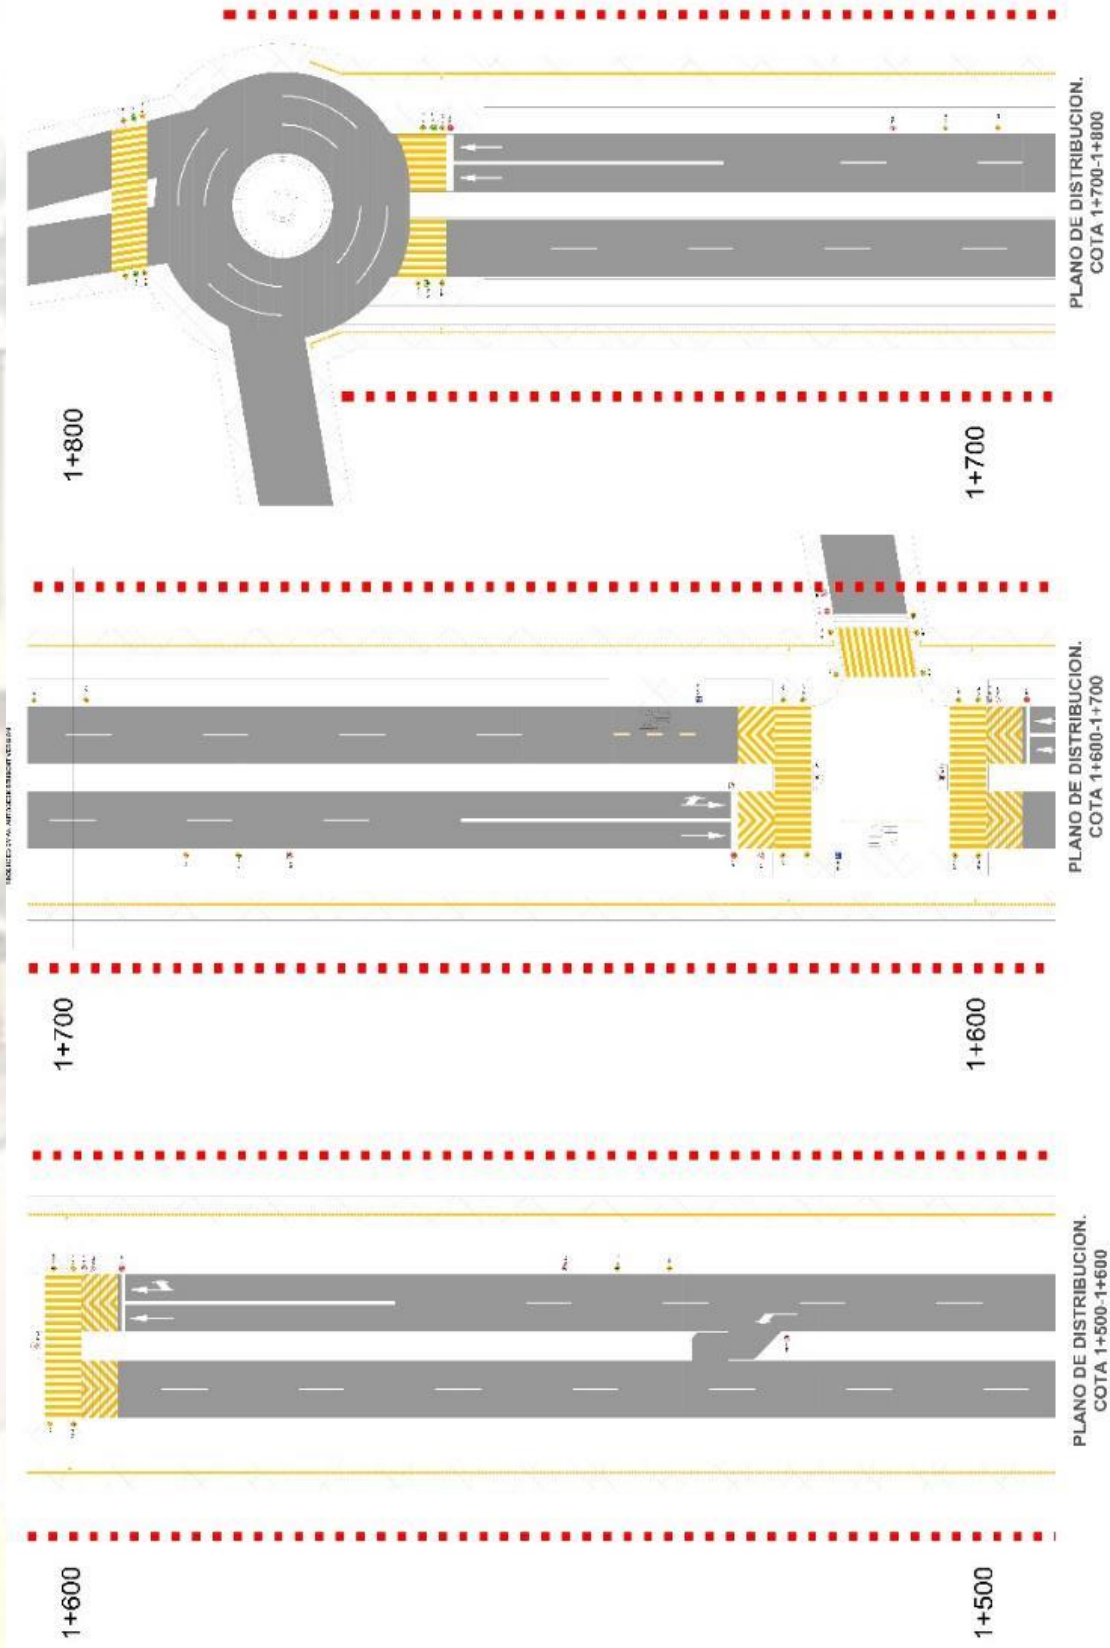 1+800
1+700
PLANO DE DISTRIBUCION.
COTA 1+700-1+800
1+700
1+600
PLANO DE DISTRIBUCION.
COTA 1+600-1+700
1+600
1+500
PLANO DE DISTRIBUCION.
COTA 1+500-1+600